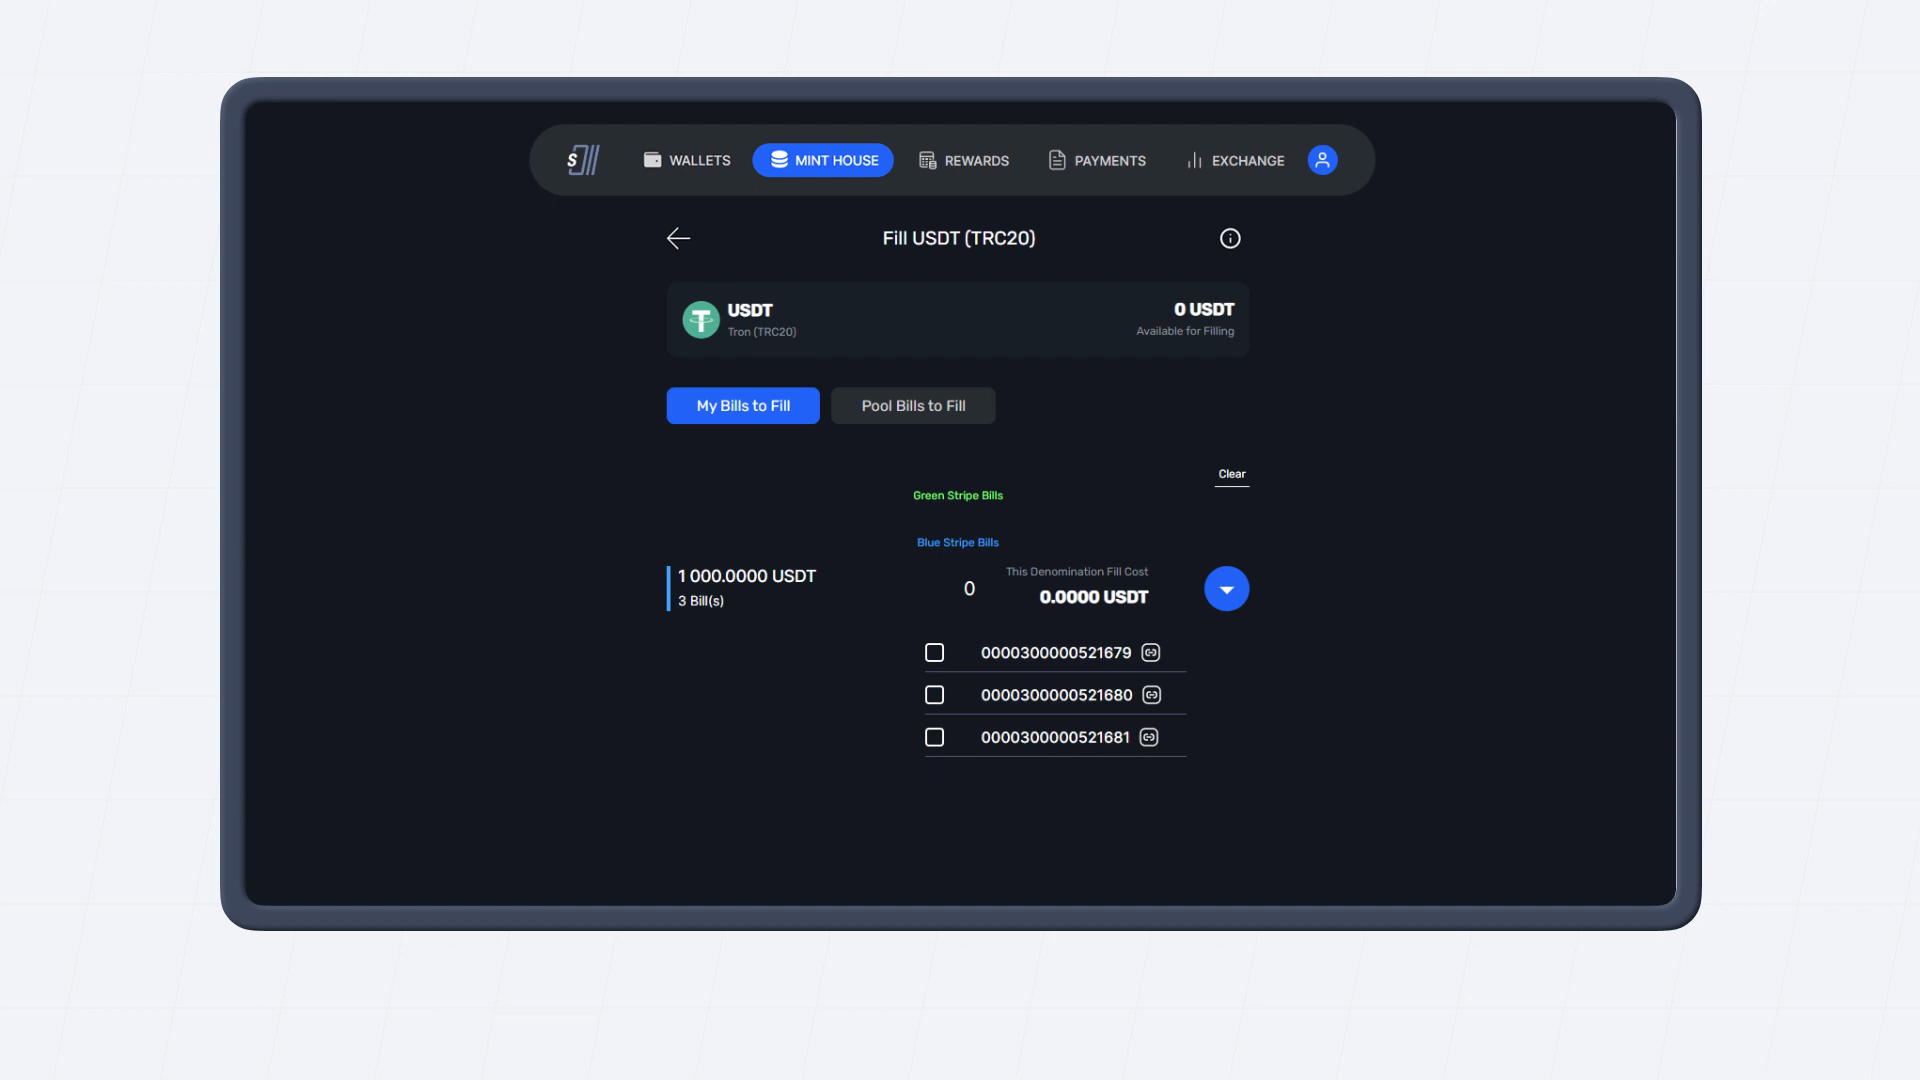 S
WALLETS
MINT HOUSE
REWARDS
PAYMENTS
EXCHANGE
Fill USDT (TRC20)
USDT
Tron (TRC20)
0 USDT
Available for Filling
My Bills to Fill
Pool Bills to Fill
Clear
Green Stripe Bills
Blue Stripe Bills
1 000.0000 USDT
3 Bill(s)
0
This Denomination Fill Cost
0.0000 USDT
0000300000521679
0000300000521680
0000300000521681